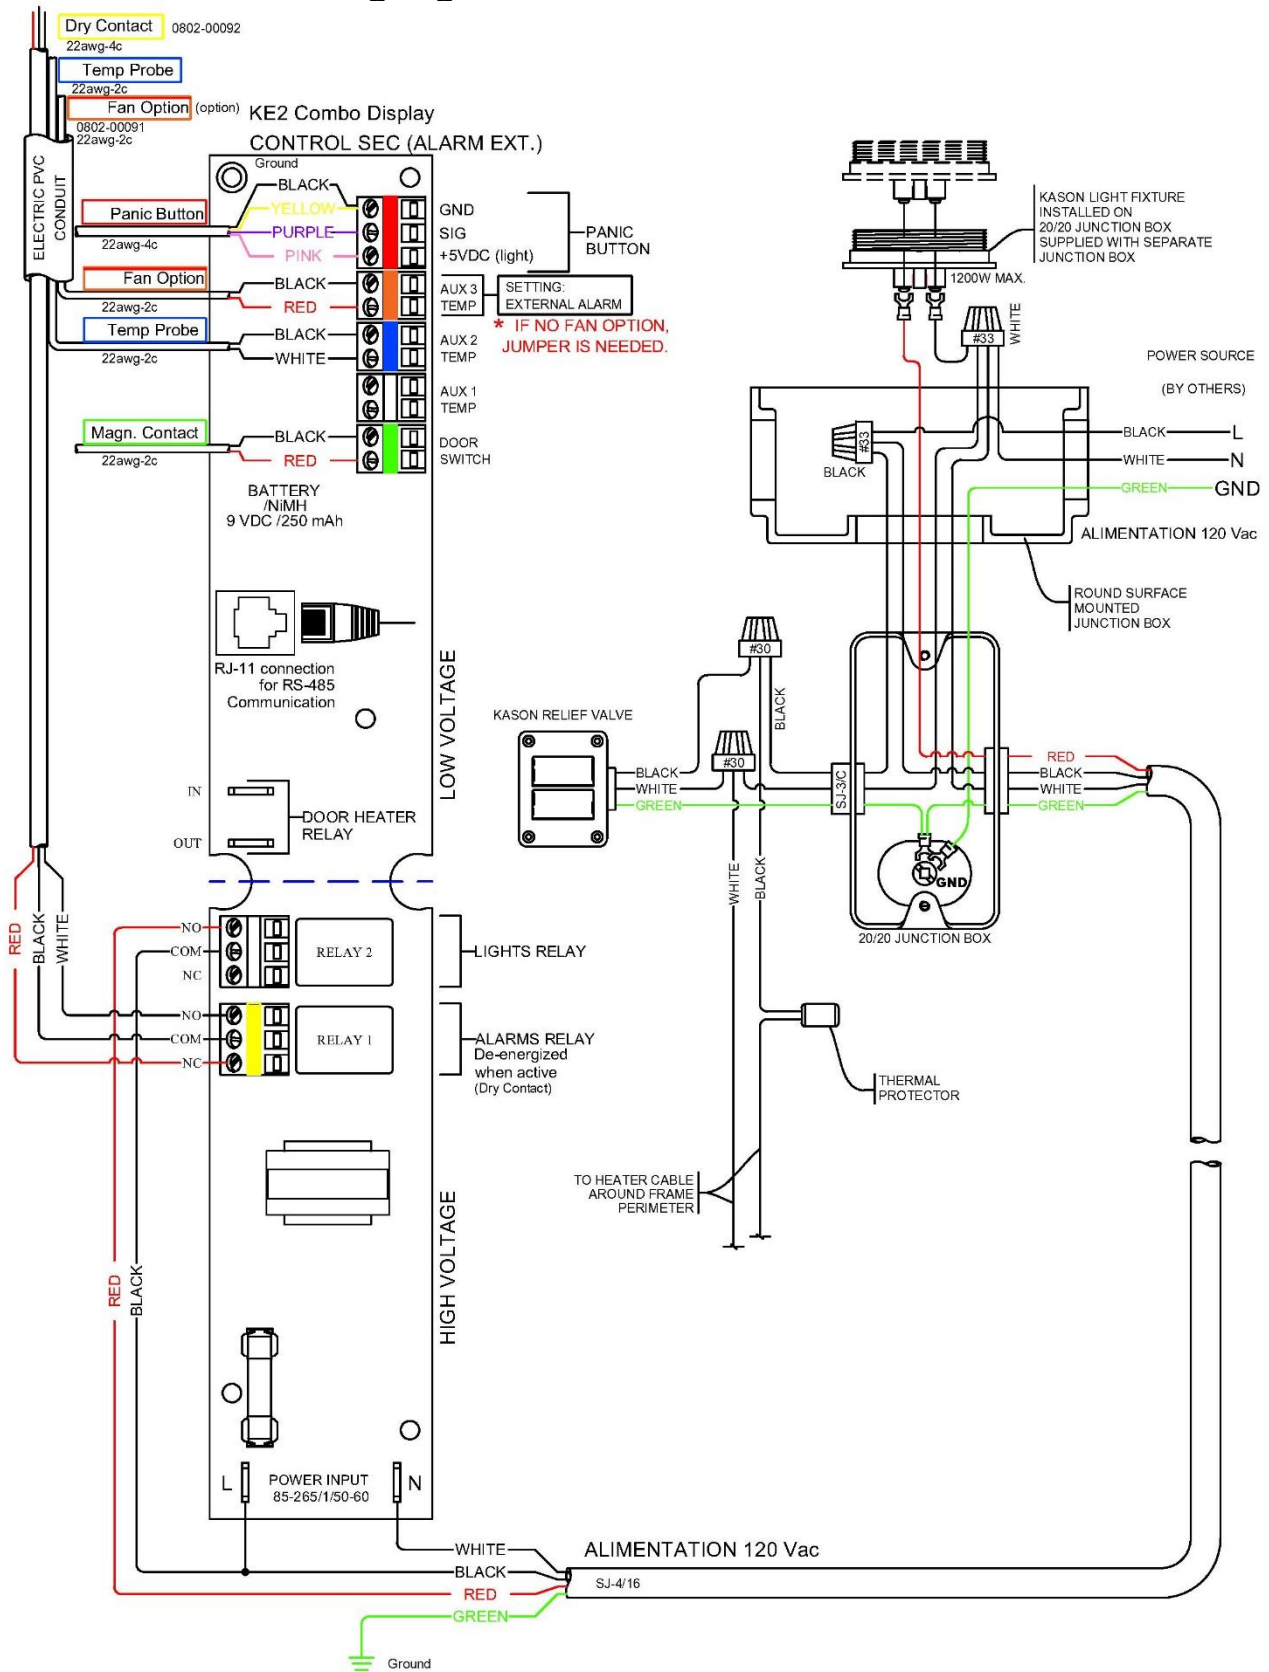 Dry Contact 0802-00092
22awg-4c
Temp Probe
22awg-2c
Fan Option (option)
0802-00091
22awg-2c
KE2 Combo Display
CONTROL SEC (ALARM EXT.)
Ground
ELECTRIC PVC
CONDUIT
Panic Button
22awg-4c
BLACK
YELLOW
PURPLE
PINK
GND
SIG
+5VDC (light)
PANIC
BUTTON
Fan Option
22awg-2c
BLACK
RED
AUX 3
TEMP
SETTING:
EXTERNAL ALARM
* IF NO FAN OPTION,
JUMPER IS NEEDED.
Temp Probe
22awg-2c
BLACK
WHITE
AUX 2
TEMP
AUX 1
TEMP
Magn. Contact
22awg-2c
BLACK
RED
DOOR
SWITCH
BATTERY
/NiMH
9 VDC /250 mAh
RJ-11 connection
for RS-485
Communication
LOW VOLTAGE
IN
OUT
DOOR HEATER
RELAY
RED
BLACK
WHITE
NO
COM
NC
RELAY 2
LIGHTS RELAY
NO
COM
NC
RELAY 1
ALARMS RELAY
De-energized
when active
(Dry Contact)
HIGH VOLTAGE
RED
BLACK
L
POWER INPUT
85-265/1/50-60
N
WHITE
BLACK
RED
GREEN
Ground
ALIMENTATION 120 Vac
SJ-4/16
KASON LIGHT FIXTURE
INSTALLED ON
20/20 JUNCTION BOX
SUPPLIED WITH SEPARATE
JUNCTION BOX
1200W MAX.
#33
WHITE
POWER SOURCE
(BY OTHERS)
#33
BLACK
BLACK
L
WHITE
N
GREEN
GND
ALIMENTATION 120 Vac
ROUND SURFACE
MOUNTED
JUNCTION BOX
#30
BLACK
KASON RELIEF VALVE
#30
BLACK
WHITE
GREEN
SJ-3/C
RED
BLACK
WHITE
GREEN
GND
20/20 JUNCTION BOX
WHITE
BLACK
THERMAL
PROTECTOR
TO HEATER CABLE
AROUND FRAME
PERIMETER